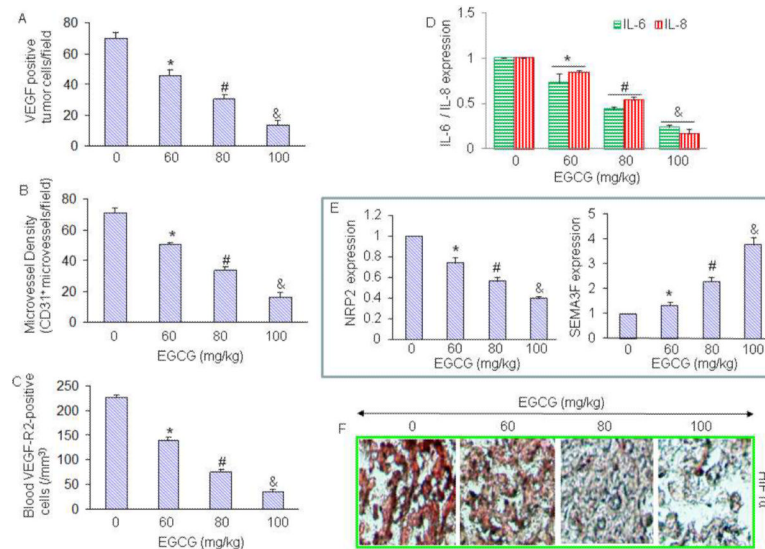 A
80
60
40
20
0
VEGF positive
tumor cells/field
*
#
&
0 60 80 100
EGCG (mg/kg)
B
80
60
40
20
0
Microvessel Density
(CD31+ microvessels/field)
*
#
&
0 60 80 100
EGCG (mg/kg)
C
250
200
150
100
50
0
Blood VEGF-R2-positive
cells (/mm³)
*
#
&
0 60 80 100
EGCG (mg/kg)
D
IL-6 IL-8
1.5
1
0.5
0
IL-6 / IL-8 expression
*
#
&
0 60 80 100
EGCG (mg/kg)
E
1.2
1
0.8
0.6
0.4
0.2
0
NRP2 expression
*
#
&
0 60 80 100
EGCG (mg/kg)
5
4
3
2
1
0
SEMA3F expression
*
#
&
0 60 80 100
EGCG (mg/kg)
EGCG (mg/kg)
F
0 60 80 100